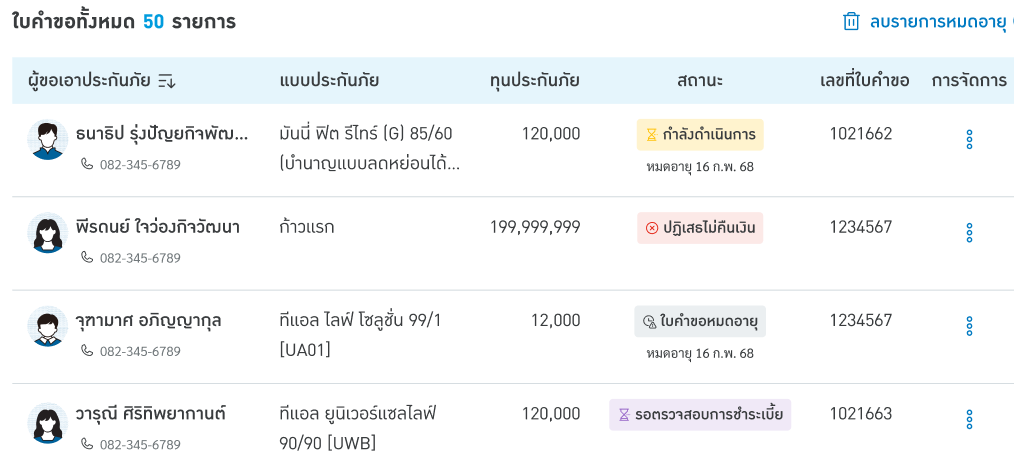 ใบคำขอทั้งหมด 50 รายการ
ลบรายการหมดอายุ
ผู้ขอเอาประกันภัย แบบประกันภัย ทุนประกันภัย สถานะ เลขที่ใบคำขอ การจัดการ
ธนาธิป รุ่งปัญยกิจพัฒ... มันนี่ ฟิต รีไทร์ (G) 85/60 120,000 กำลังดำเนินการ 1021662
082-345-6789 (บำนาญแบบลดหย่อนได้... หมดอายุ 16 ก.พ. 68
พีรดนย์ ใจว่องกิจวัฒนา ก้าวแรก 199,999,999 ปฏิเสธไม่คืนเงิน 1234567
082-345-6789
จุฑามาศ อภิญญากุล ทีแอล ไลฟ์ โซลูชั่น 99/1 12,000 ใบคำขอหมดอายุ 1234567
082-345-6789 [UA01] หมดอายุ 16 ก.พ. 68
วารุณี ศิริทิพยากานต์ ทีแอล ยูนิเวอร์แซลไลฟ์ 120,000 รอตรวจสอบการชำระเบี้ย 1021663
082-345-6789 90/90 [UWB]